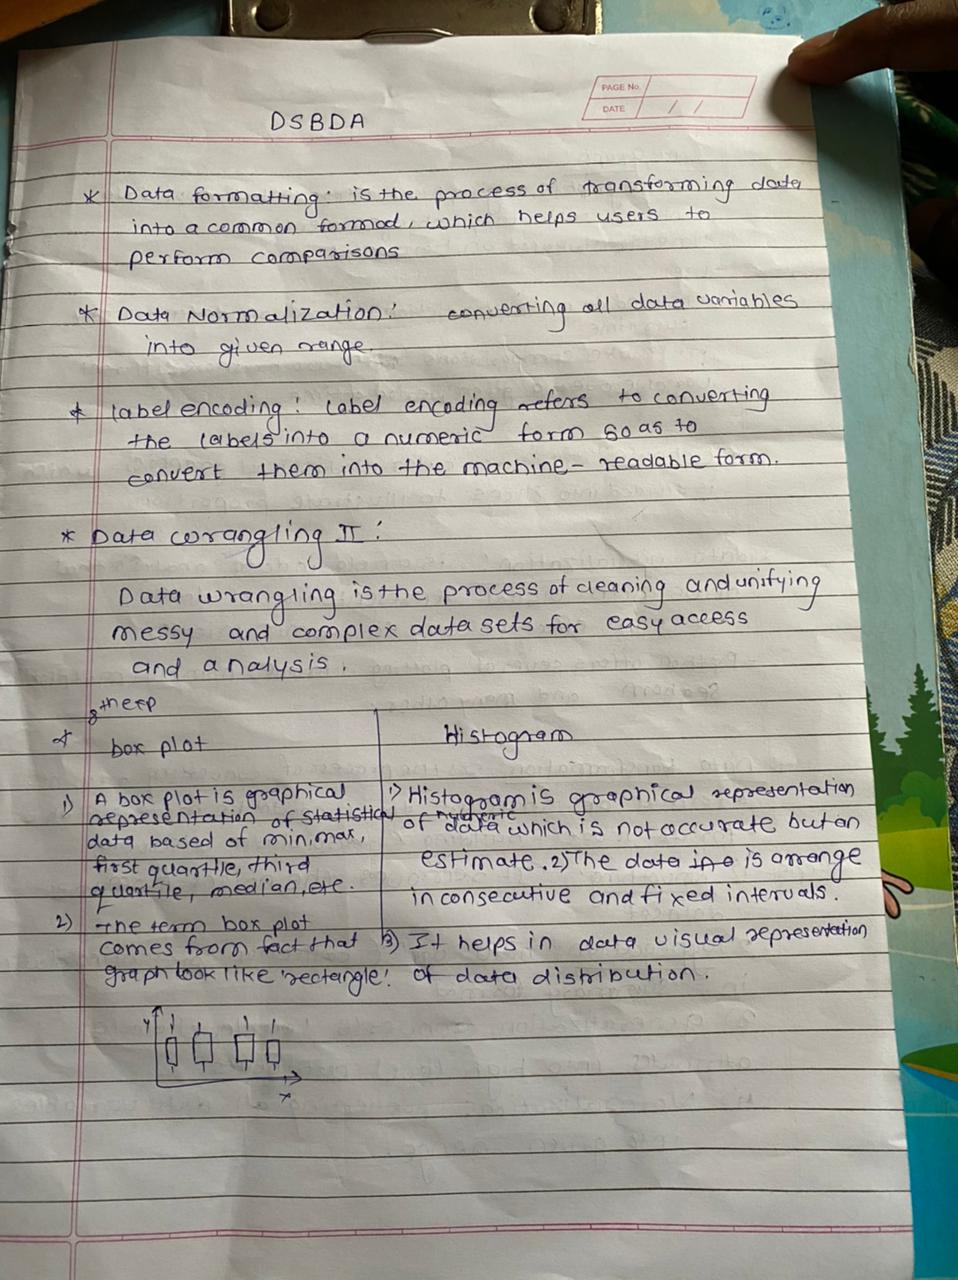 PAGE No.
DATE / /
DSBDA
* Data formatting: is the process of transforming data
into a common formod, which helps users to
perform comparisons
* Data Normalization: converting all data variables
into given range.
* label encoding: Label encoding refers to converting
the labels into a numeric form so as to
convert them into the machine-readable form.
* Data wrangling II:
Data wrangling is the process of cleaning and unifying
messy and complex data sets for easy access
and analysis.
* box plot
1) A box plot is graphical
representation of statistical
data based of min, max,
first quartile, third
quartile, median, etc.
2) The term box plot
comes from fact that
graph look like 'rectangle'
Histogram
1) Histogram is graphical representation
of numeric data which is not accurate but an
estimate. 2) The data is arrange
in consecutive and fixed intervals.
3) It helps in data visual representation
of data distribution.
y
x